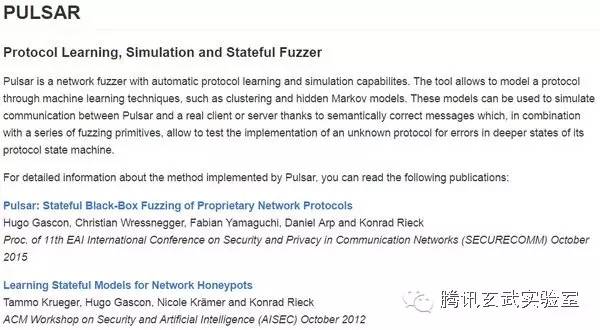 PULSAR
Protocol Learning, Simulation and Stateful Fuzzer
Pulsar is a network fuzzer with automatic protocol learning and simulation capabilites. The tool allows to model a protocol
through machine learning techniques, such as clustering and hidden Markov models. These models can be used to simulate
communication between Pulsar and a real client or server thanks to semantically correct messages which, in combination
with a series of fuzzing primitives, allow to test the implementation of an unknown protocol for errors in deeper states of its
protocol state machine.
For detailed information about the method implemented by Pulsar, you can read the following publications:
Pulsar: Stateful Black-Box Fuzzing of Proprietary Network Protocols
Hugo Gascon, Christian Wressnegger, Fabian Yamaguchi, Daniel Arp and Konrad Rieck
Proc. of 11th EAI International Conference on Security and Privacy in Communication Networks (SECURECOMM) October
2015
Learning Stateful Models for Network Honeypots
Tammo Krueger, Hugo Gascon, Nicole Krämer and Konrad Rieck
ACM Workshop on Security and Artificial Intelligence (AISEC) October 2012
腾讯玄武实验室